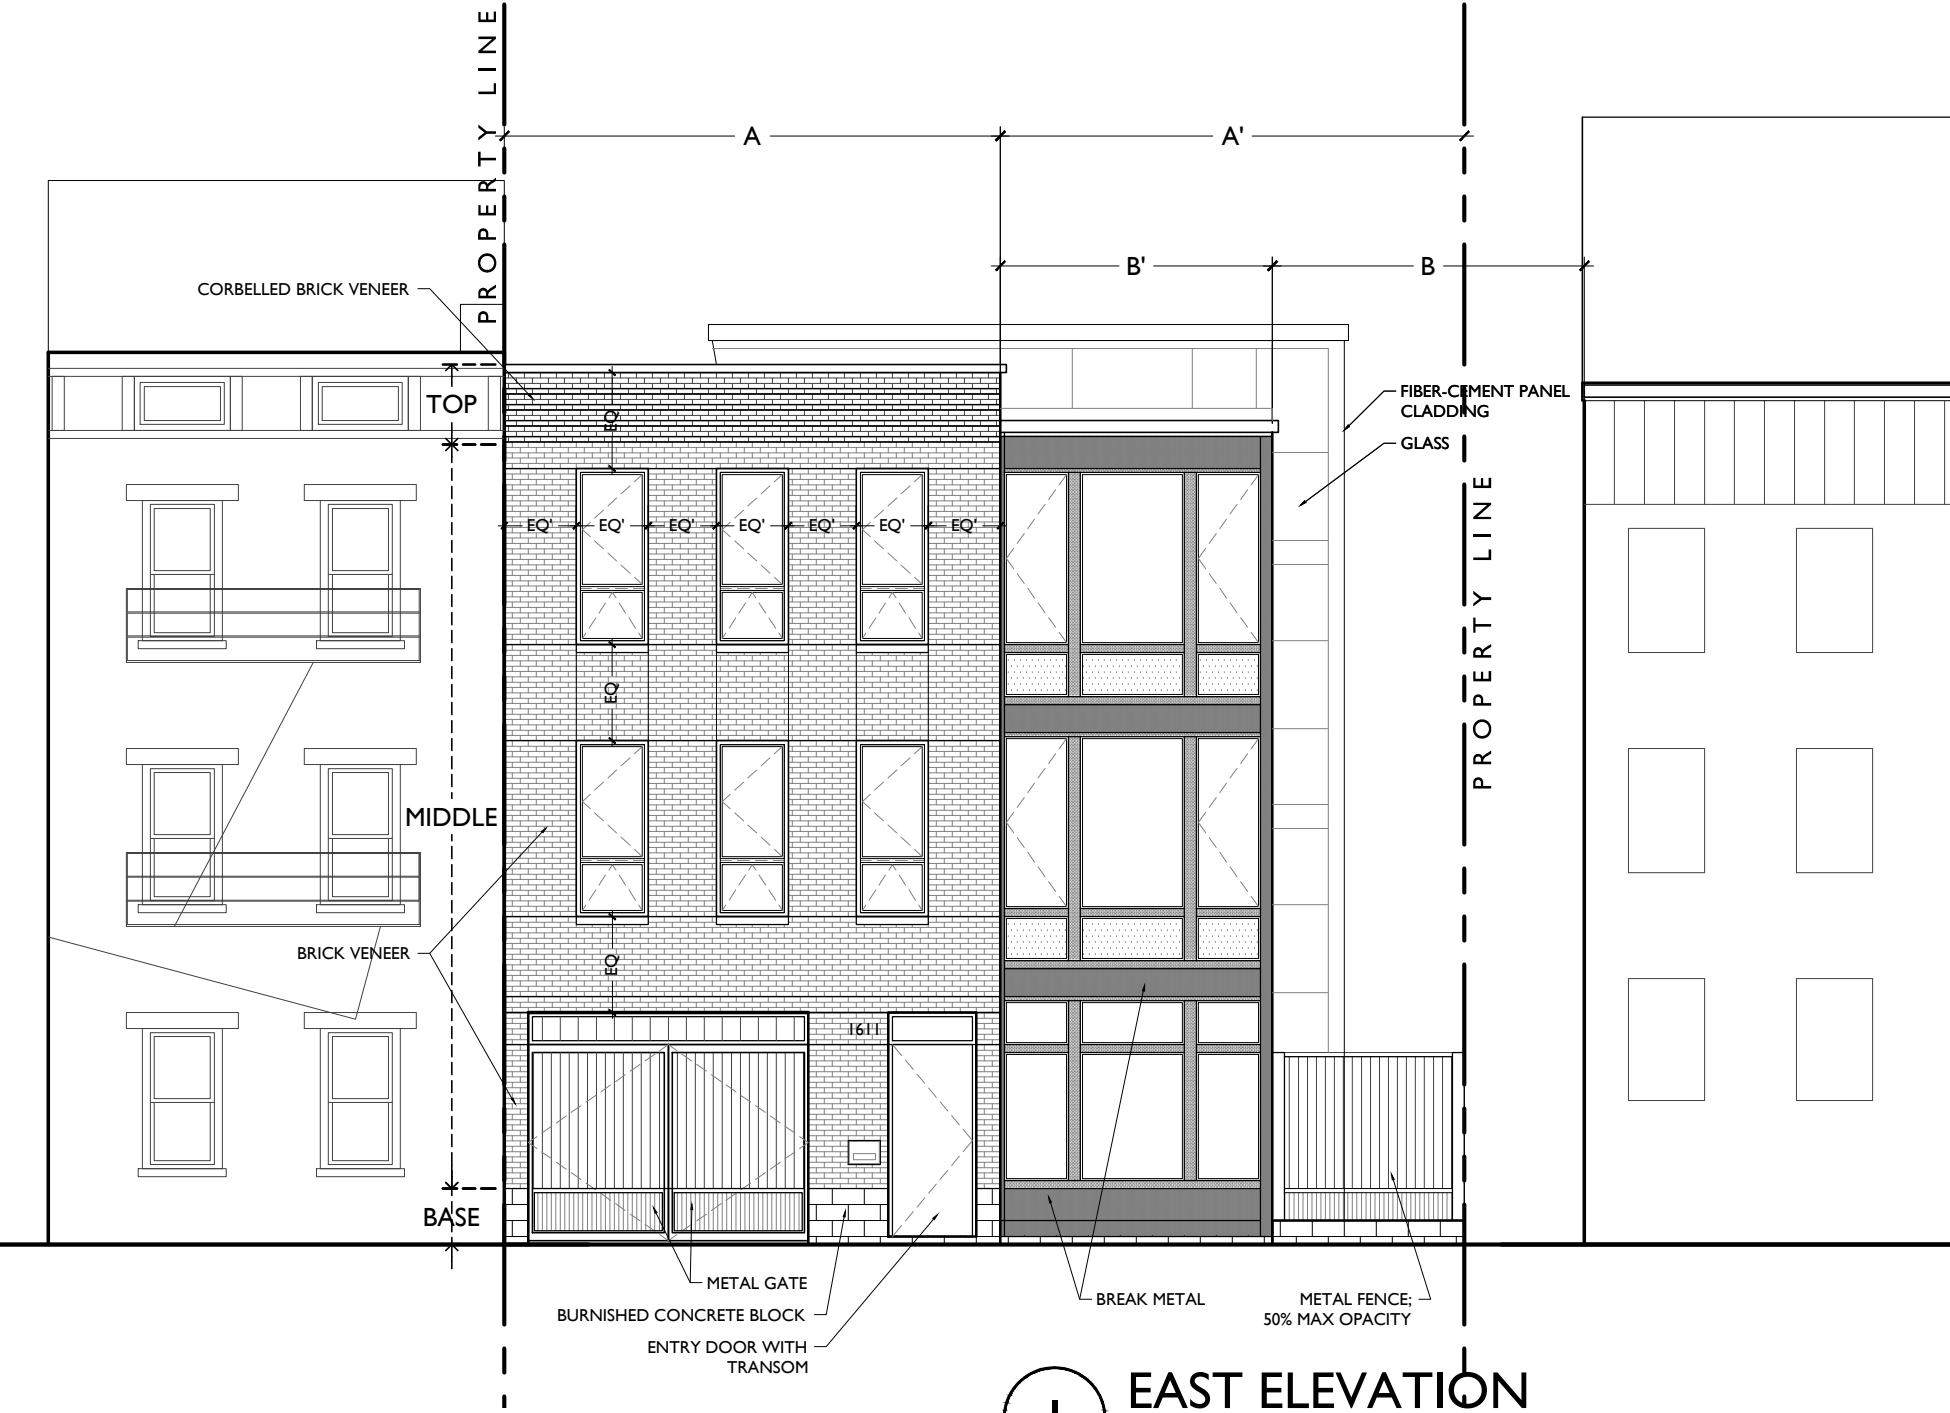 PROPERTY LINE
A
A'
B'
B
CORBELLED BRICK VENEER
TOP
EQ
FIBER-CEMENT PANEL
CLADDING
GLASS
EQ'
EQ'
EQ'
EQ'
EQ'
EQ'
EQ'
PROPERTY LINE
EQ
MIDDLE
BRICK VENEER
EQ
1611
BASE
METAL GATE
BURNISHED CONCRETE BLOCK
ENTRY DOOR WITH
TRANSOM
BREAK METAL
METAL FENCE;
50% MAX OPACITY
EAST ELEVATION